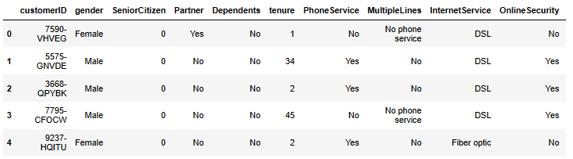 customerID gender SeniorCitizen Partner Dependents tenure PhoneService MultipleLines InternetService OnlineSecurity
0 7590-VHVEG Female 0 Yes No 1 No No phone service DSL No
1 5575-GNVDE Male 0 No No 34 Yes No DSL Yes
2 3668-QPYBK Male 0 No No 2 Yes No DSL Yes
3 7795-CFOCW Male 0 No No 45 No No phone service DSL Yes
4 9237-HQITU Female 0 No No 2 Yes No Fiber optic No